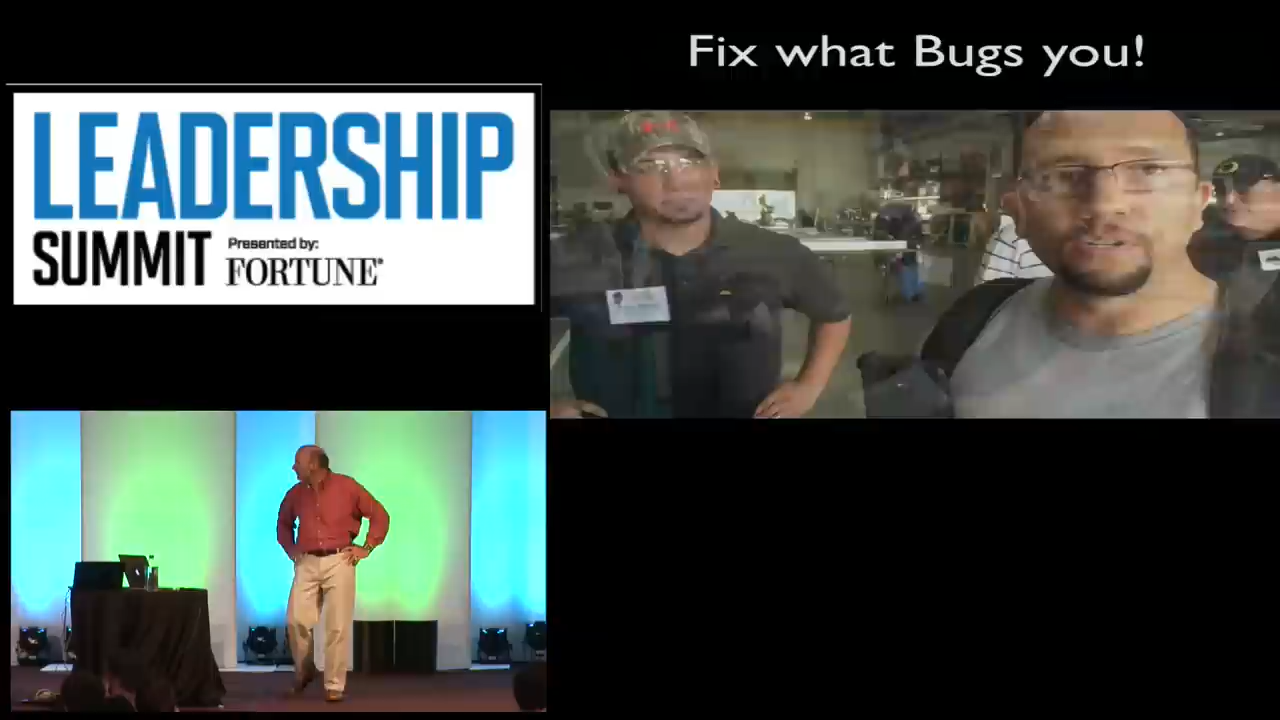 Fix what Bugs you!
LEADERSHIP
SUMMIT
Presented by:
FORTUNE